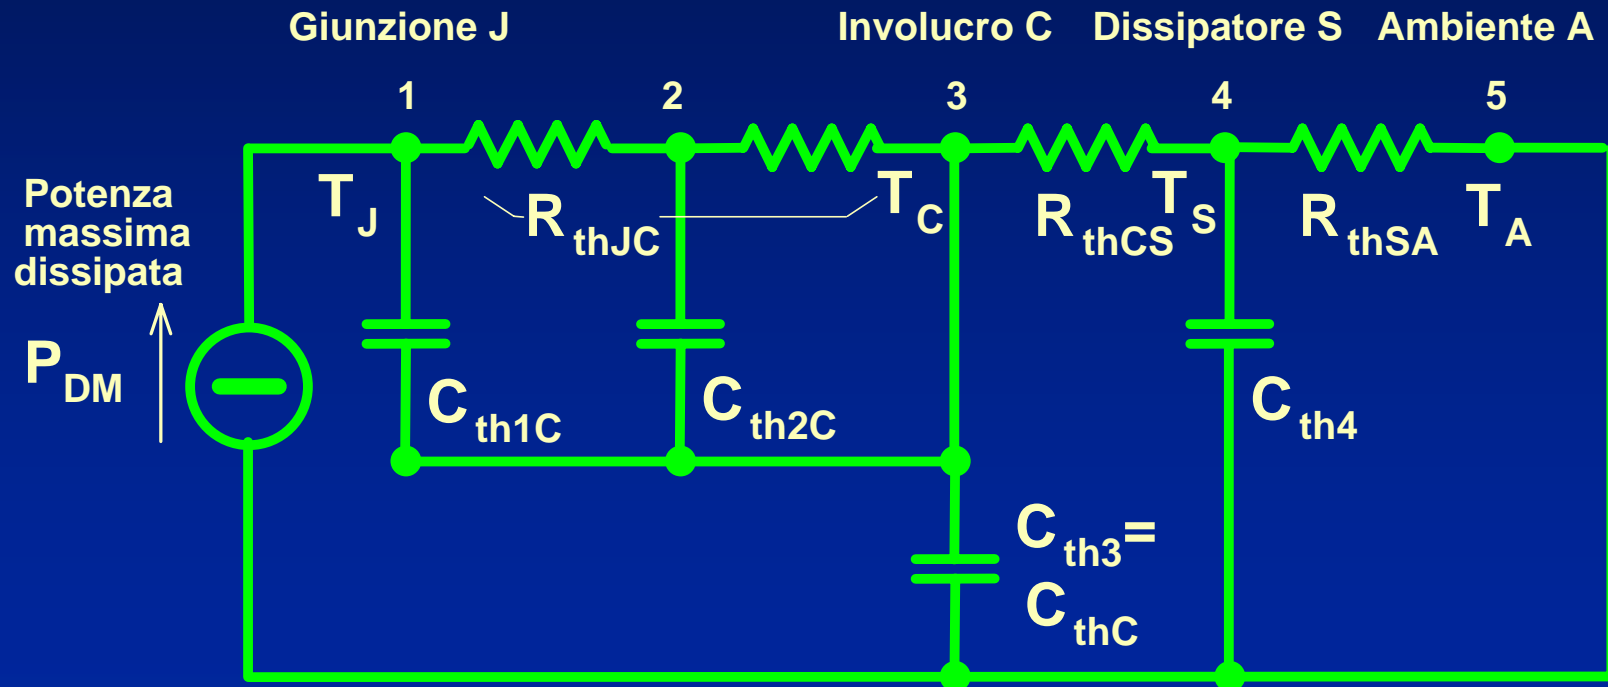 Giunzione J Involucro C Dissipatore S Ambiente A
1 2 3 4 5
Potenza
massima
dissipata
P DM
T J
R thJC
T C
R thCS
T S
R thSA
T A
C th1C
C th2C
C th4
C th3=
C thC